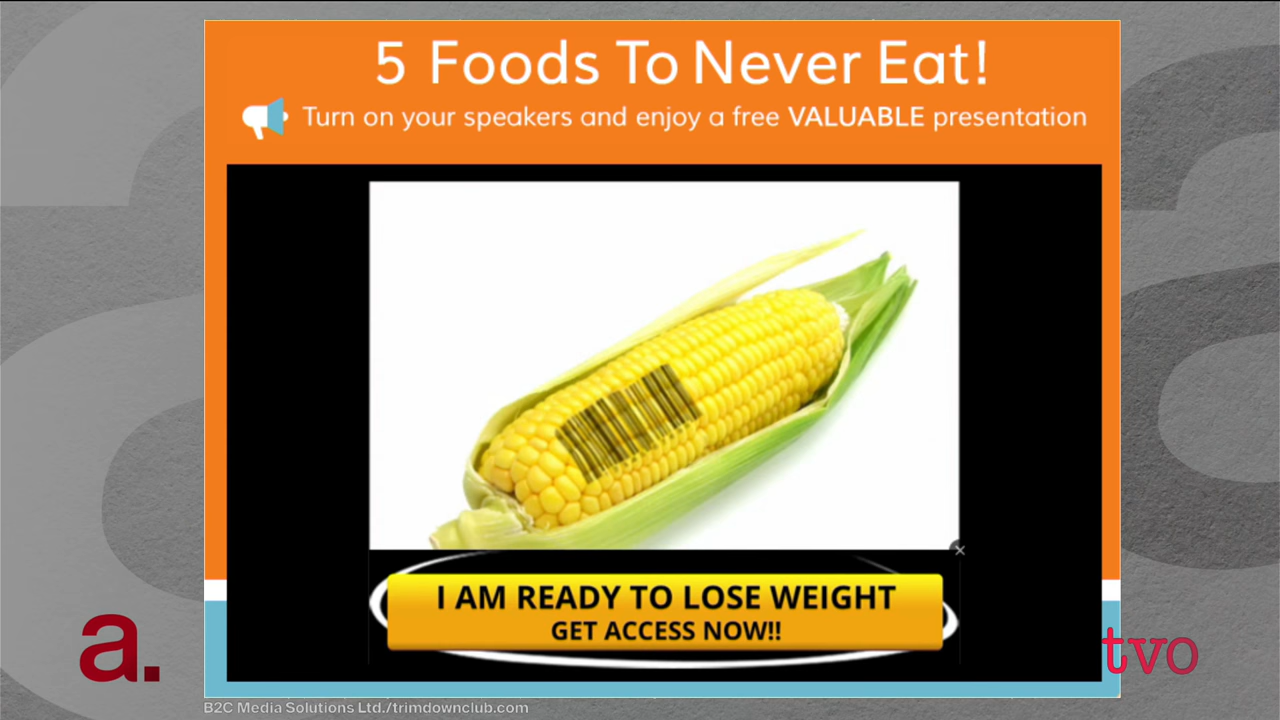 5 Foods To Never Eat!
Turn on your speakers and enjoy a free VALUABLE presentation
I AM READY TO LOSE WEIGHT
GET ACCESS NOW!!
a.
tvo
B2C Media Solutions Ltd./trimdownclub.com